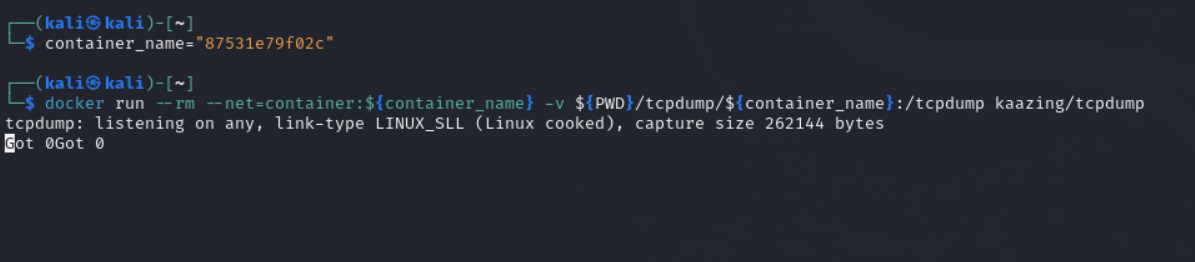 ┌──(kali㉿kali)-[~]
└─$ container_name="87531e79f02c"
┌──(kali㉿kali)-[~]
└─$ docker run --rm --net=container:${container_name} -v ${PWD}/tcpdump/${container_name}:/tcpdump kaazing/tcpdump
tcpdump: listening on any, link-type LINUX_SLL (Linux cooked), capture size 262144 bytes
Got 0Got 0